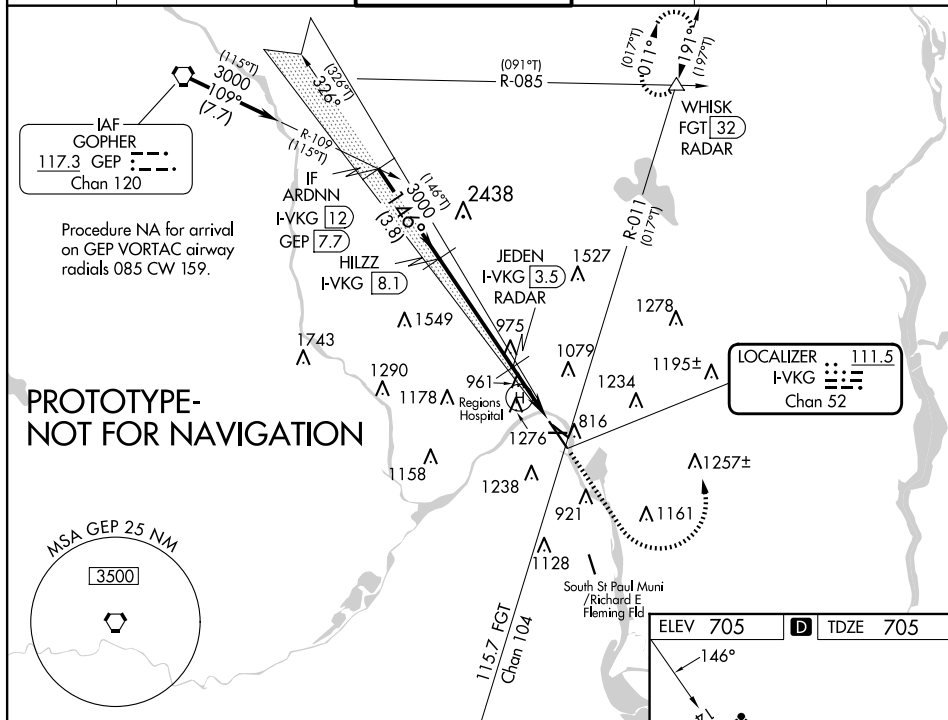 (115°T)
3000
109°
(7.7)
IAF
GOPHER
117.3 GEP
Chan 120
R-109
(115°T)
(326°T)
326°
(091°T)
R-085
(017°T)
011°
191°
(197°T)
WHISK
FGT 32
RADAR
Procedure NA for arrival
on GEP VORTAC airway
radials 085 CW 159.
IF
ARDNN
I-VKG 12
GEP 7.7
(146°T)
3000
146°
(3.8)
2438
HILZZ
I-VKG 8.1
JEDEN
I-VKG 3.5
RADAR
R-011
(017°T)
1527
1278
1549
975
1743
1079
1195±
LOCALIZER 111.5
I-VKG
Chan 52
1290
961
1234
1178
Regions
Hospital
H
PROTOTYPE-
NOT FOR NAVIGATION
1276
816
1158
1238
1257±
921
1161
1128
MSA GEP 25 NM
3500
South St Paul Muni
/Richard E
Fleming Fld
115.7 FGT
Chan 104
ELEV 705 D TDZE 705
146°